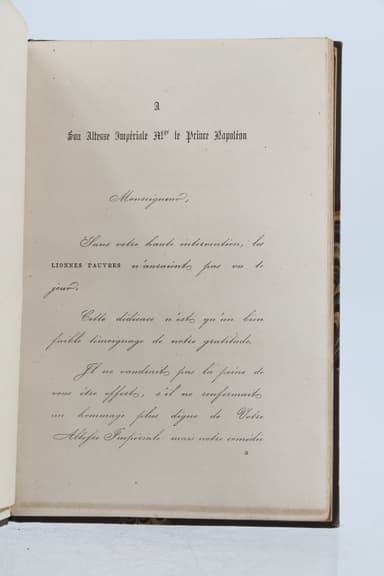 A
Son Altesse Impériale Mgr le Prince Napoléon
Monseigneur,
Sans votre haute intervention, les
LIONNES PAUVRES n'auraient pas vu le
jour.
Cette dédicace n'est qu'un bien
faible témoignage de notre gratitude.
Il ne vaudrait pas la peine de
vous être offert, s'il ne renfermait
un hommage plus digne de Votre
Altesse Impériale mais notre comédie
a